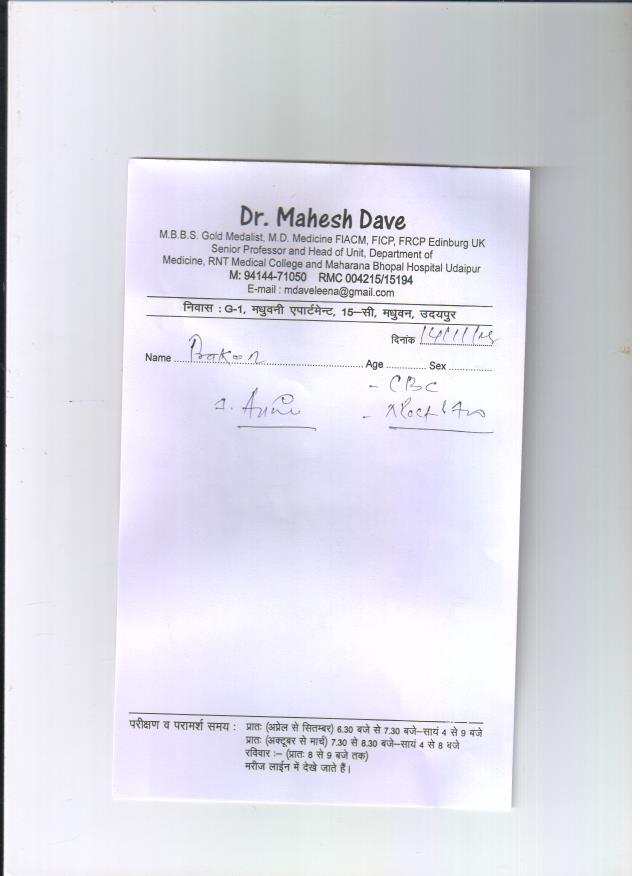 Dr. Mahesh Dave
M.B.B.S. Gold Medalist, M.D. Medicine FIACM, FICP, FRCP Edinburg UK
Senior Professor and Head of Unit, Department of
Medicine, RNT Medical College and Maharana Bhopal Hospital Udaipur
M: 94144-71050 RMC 004215/15194
E-mail : mdaveleena@gmail.com
निवास : G-1, मधुवनी एपार्टमेन्ट, 15–सी, मधुवन, उदयपुर
दिनांक
Name Age Sex
- CBC
परीक्षण व परामर्श समय : प्रातः (अप्रेल से सितम्बर) 6.30 बजे से 7.30 बजे–सायं 4 से 9 बजे
प्रातः (अक्टूबर से मार्च) 7.30 से 8.30 बजे–सायं 4 से 8 बजे
रविवार :– (प्रातः 8 से 9 बजे तक)
मरीज लाईन में देखे जाते हैं।